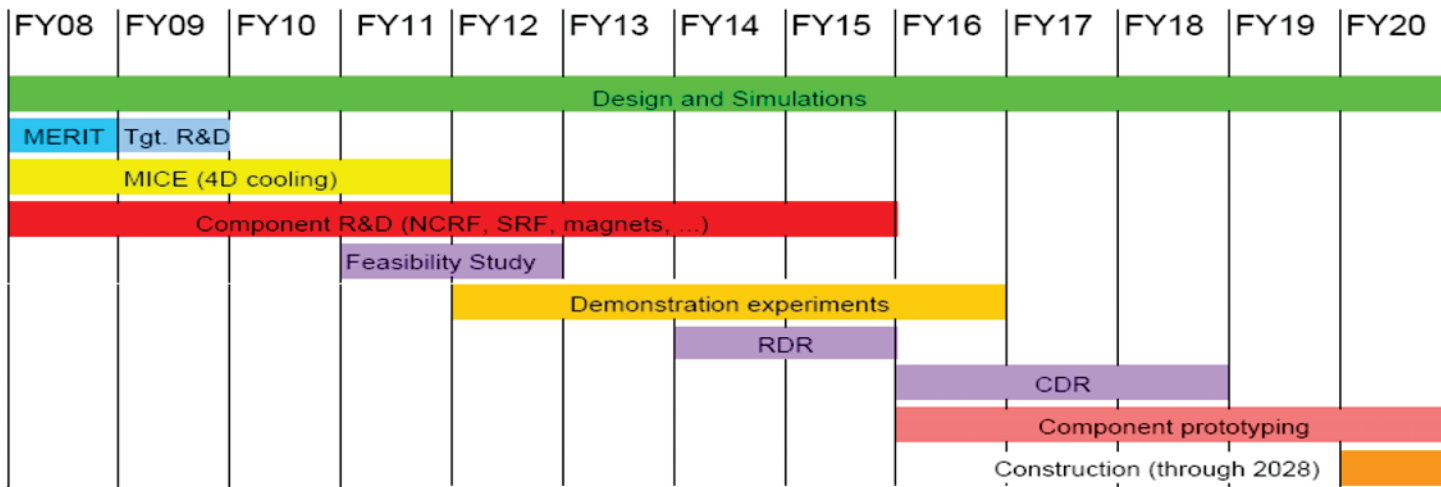 FY08 FY09 FY10 FY11 FY12 FY13 FY14 FY15 FY16 FY17 FY18 FY19 FY20
Design and Simulations
MERIT Tgt. R&D
MICE (4D cooling)
Component R&D (NCRF, SRF, magnets, ...)
Feasibility Study
Demonstration experiments
RDR
CDR
Component prototyping
Construction (through 2028)